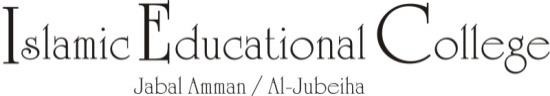 Islamic Educational College
Jabal Amman / Al-Jubeiha